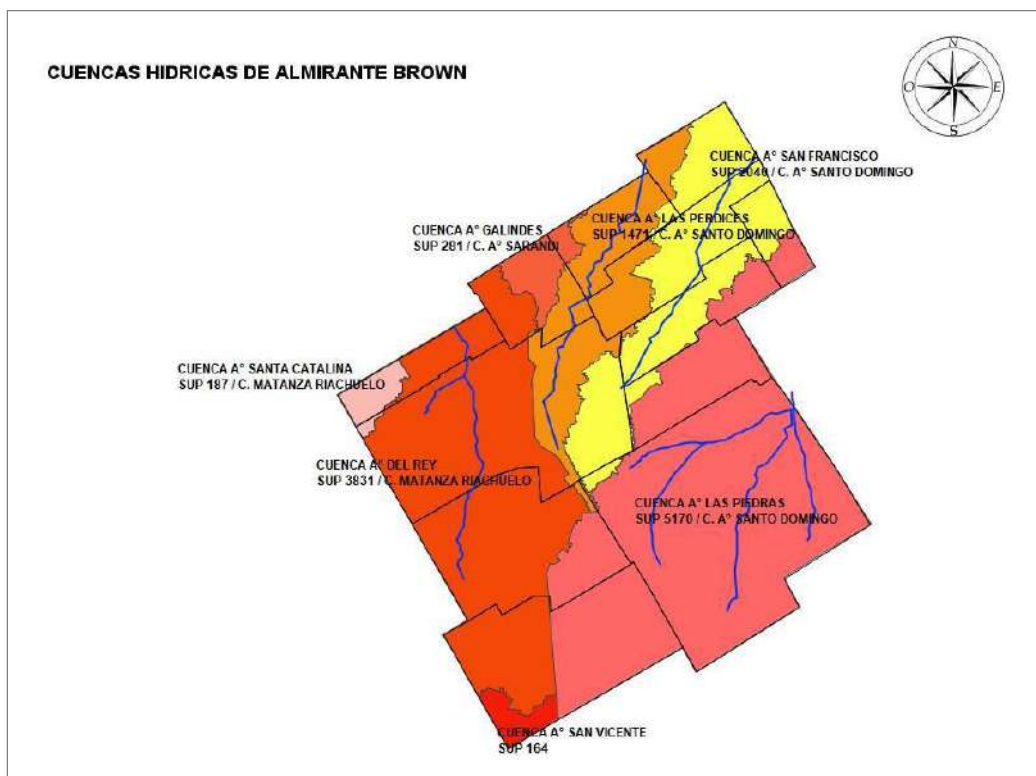 CUENCAS HIDRICAS DE ALMIRANTE BROWN
N
O
E
S
CUENCA A° SAN FRANCISCO
SUP 2040 / C. A° SANTO DOMINGO
CUENCA A° LAS PERDICES
SUP 1471 / C. A° SANTO DOMINGO
CUENCA A° GALINDES
SUP 281 / C. A° SARANDI
CUENCA A° SANTA CATALINA
SUP 187 / C. MATANZA RIACHUELO
CUENCA A° DEL REY
SUP 3831 / C. MATANZA RIACHUELO
CUENCA A° LAS PIEDRAS
SUP 5170 / C. A° SANTO DOMINGO
CUENCA A° SAN VICENTE
SUP 164